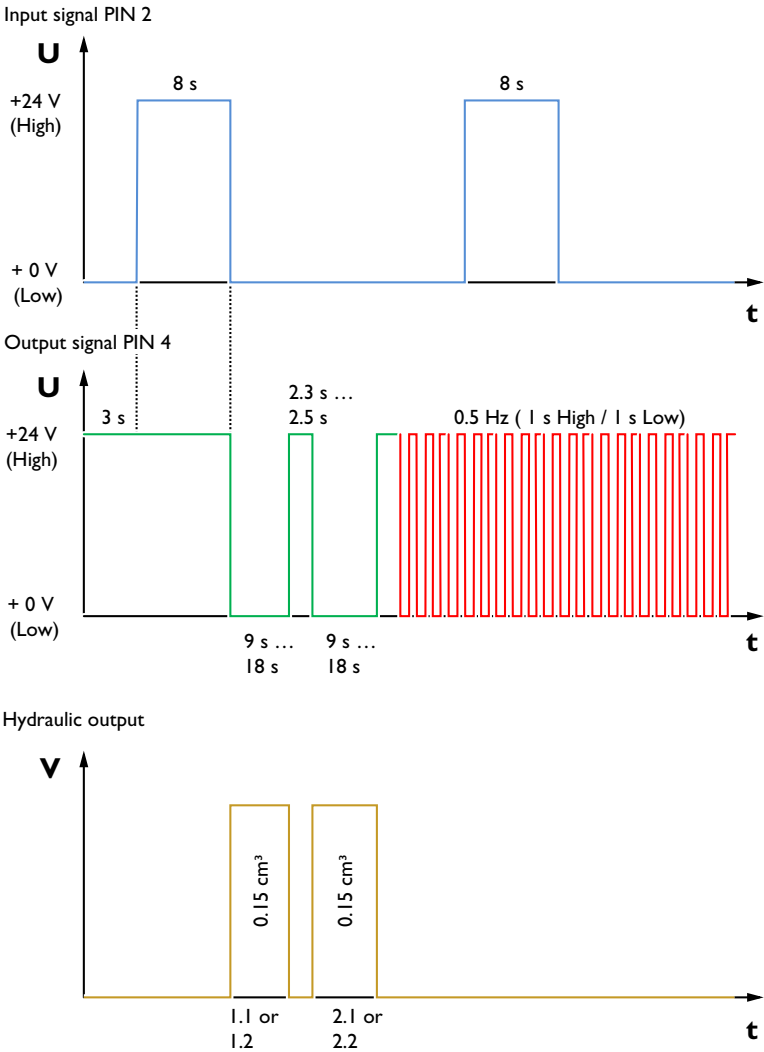 Input signal PIN 2
U
8 s
8 s
+24 V
(High)
+ 0 V
(Low)
t
Output signal PIN 4
U
2.3 s …
2.5 s
3 s
0.5 Hz ( 1 s High / 1 s Low)
+24 V
(High)
+ 0 V
(Low)
t
9 s …
18 s
9 s …
18 s
Hydraulic output
V
0.15 cm³
0.15 cm³
1.1 or
1.2
2.1 or
2.2
t